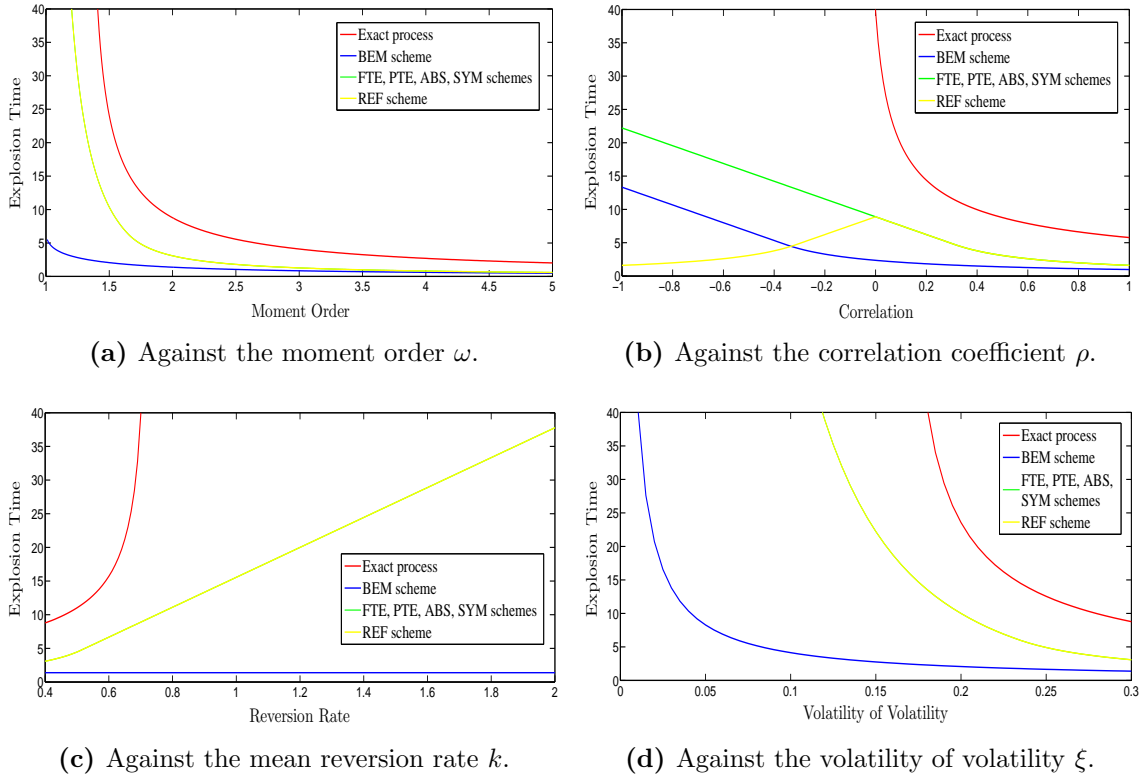 40
35
30
25
20
15
10
5
0
Explosion Time
Exact process
BEM scheme
FTE, PTE, ABS, SYM schemes
REF scheme
1 1.5 2 2.5 3 3.5 4 4.5 5
Moment Order
(a) Against the moment order ω.
40
35
30
25
20
15
10
5
0
Explosion Time
Exact process
BEM scheme
FTE, PTE, ABS, SYM schemes
REF scheme
−1 −0.8 −0.6 −0.4 −0.2 0 0.2 0.4 0.6 0.8 1
Correlation
(b) Against the correlation coefficient ρ.
40
35
30
25
20
15
10
5
0
Explosion Time
Exact process
BEM scheme
FTE, PTE, ABS, SYM schemes
REF scheme
0.4 0.6 0.8 1 1.2 1.4 1.6 1.8 2
Reversion Rate
(c) Against the mean reversion rate k.
40
35
30
25
20
15
10
5
0
Explosion Time
Exact process
BEM scheme
FTE, PTE, ABS,
SYM schemes
REF scheme
0 0.05 0.1 0.15 0.2 0.25 0.3
Volatility of Volatility
(d) Against the volatility of volatility ξ.